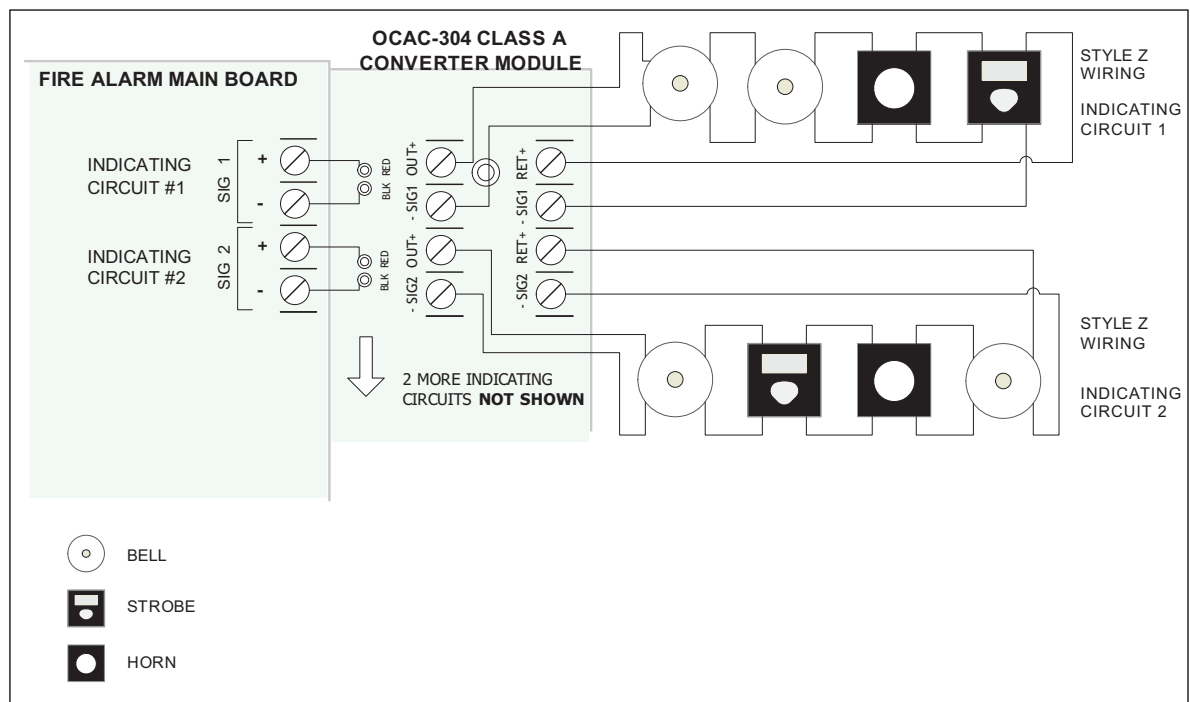 OCAC-304 CLASS A
CONVERTER MODULE
FIRE ALARM MAIN BOARD
STYLE Z
WIRING
INDICATING
CIRCUIT 1
INDICATING
CIRCUIT #1
SIG 1
+
-
BLK RED
- SIG1 OUT+
- SIG1 RET+
INDICATING
CIRCUIT #2
SIG 2
+
-
BLK RED
- SIG2 OUT+
- SIG2 RET+
STYLE Z
WIRING
INDICATING
CIRCUIT 2
2 MORE INDICATING
CIRCUITS NOT SHOWN
BELL
STROBE
HORN